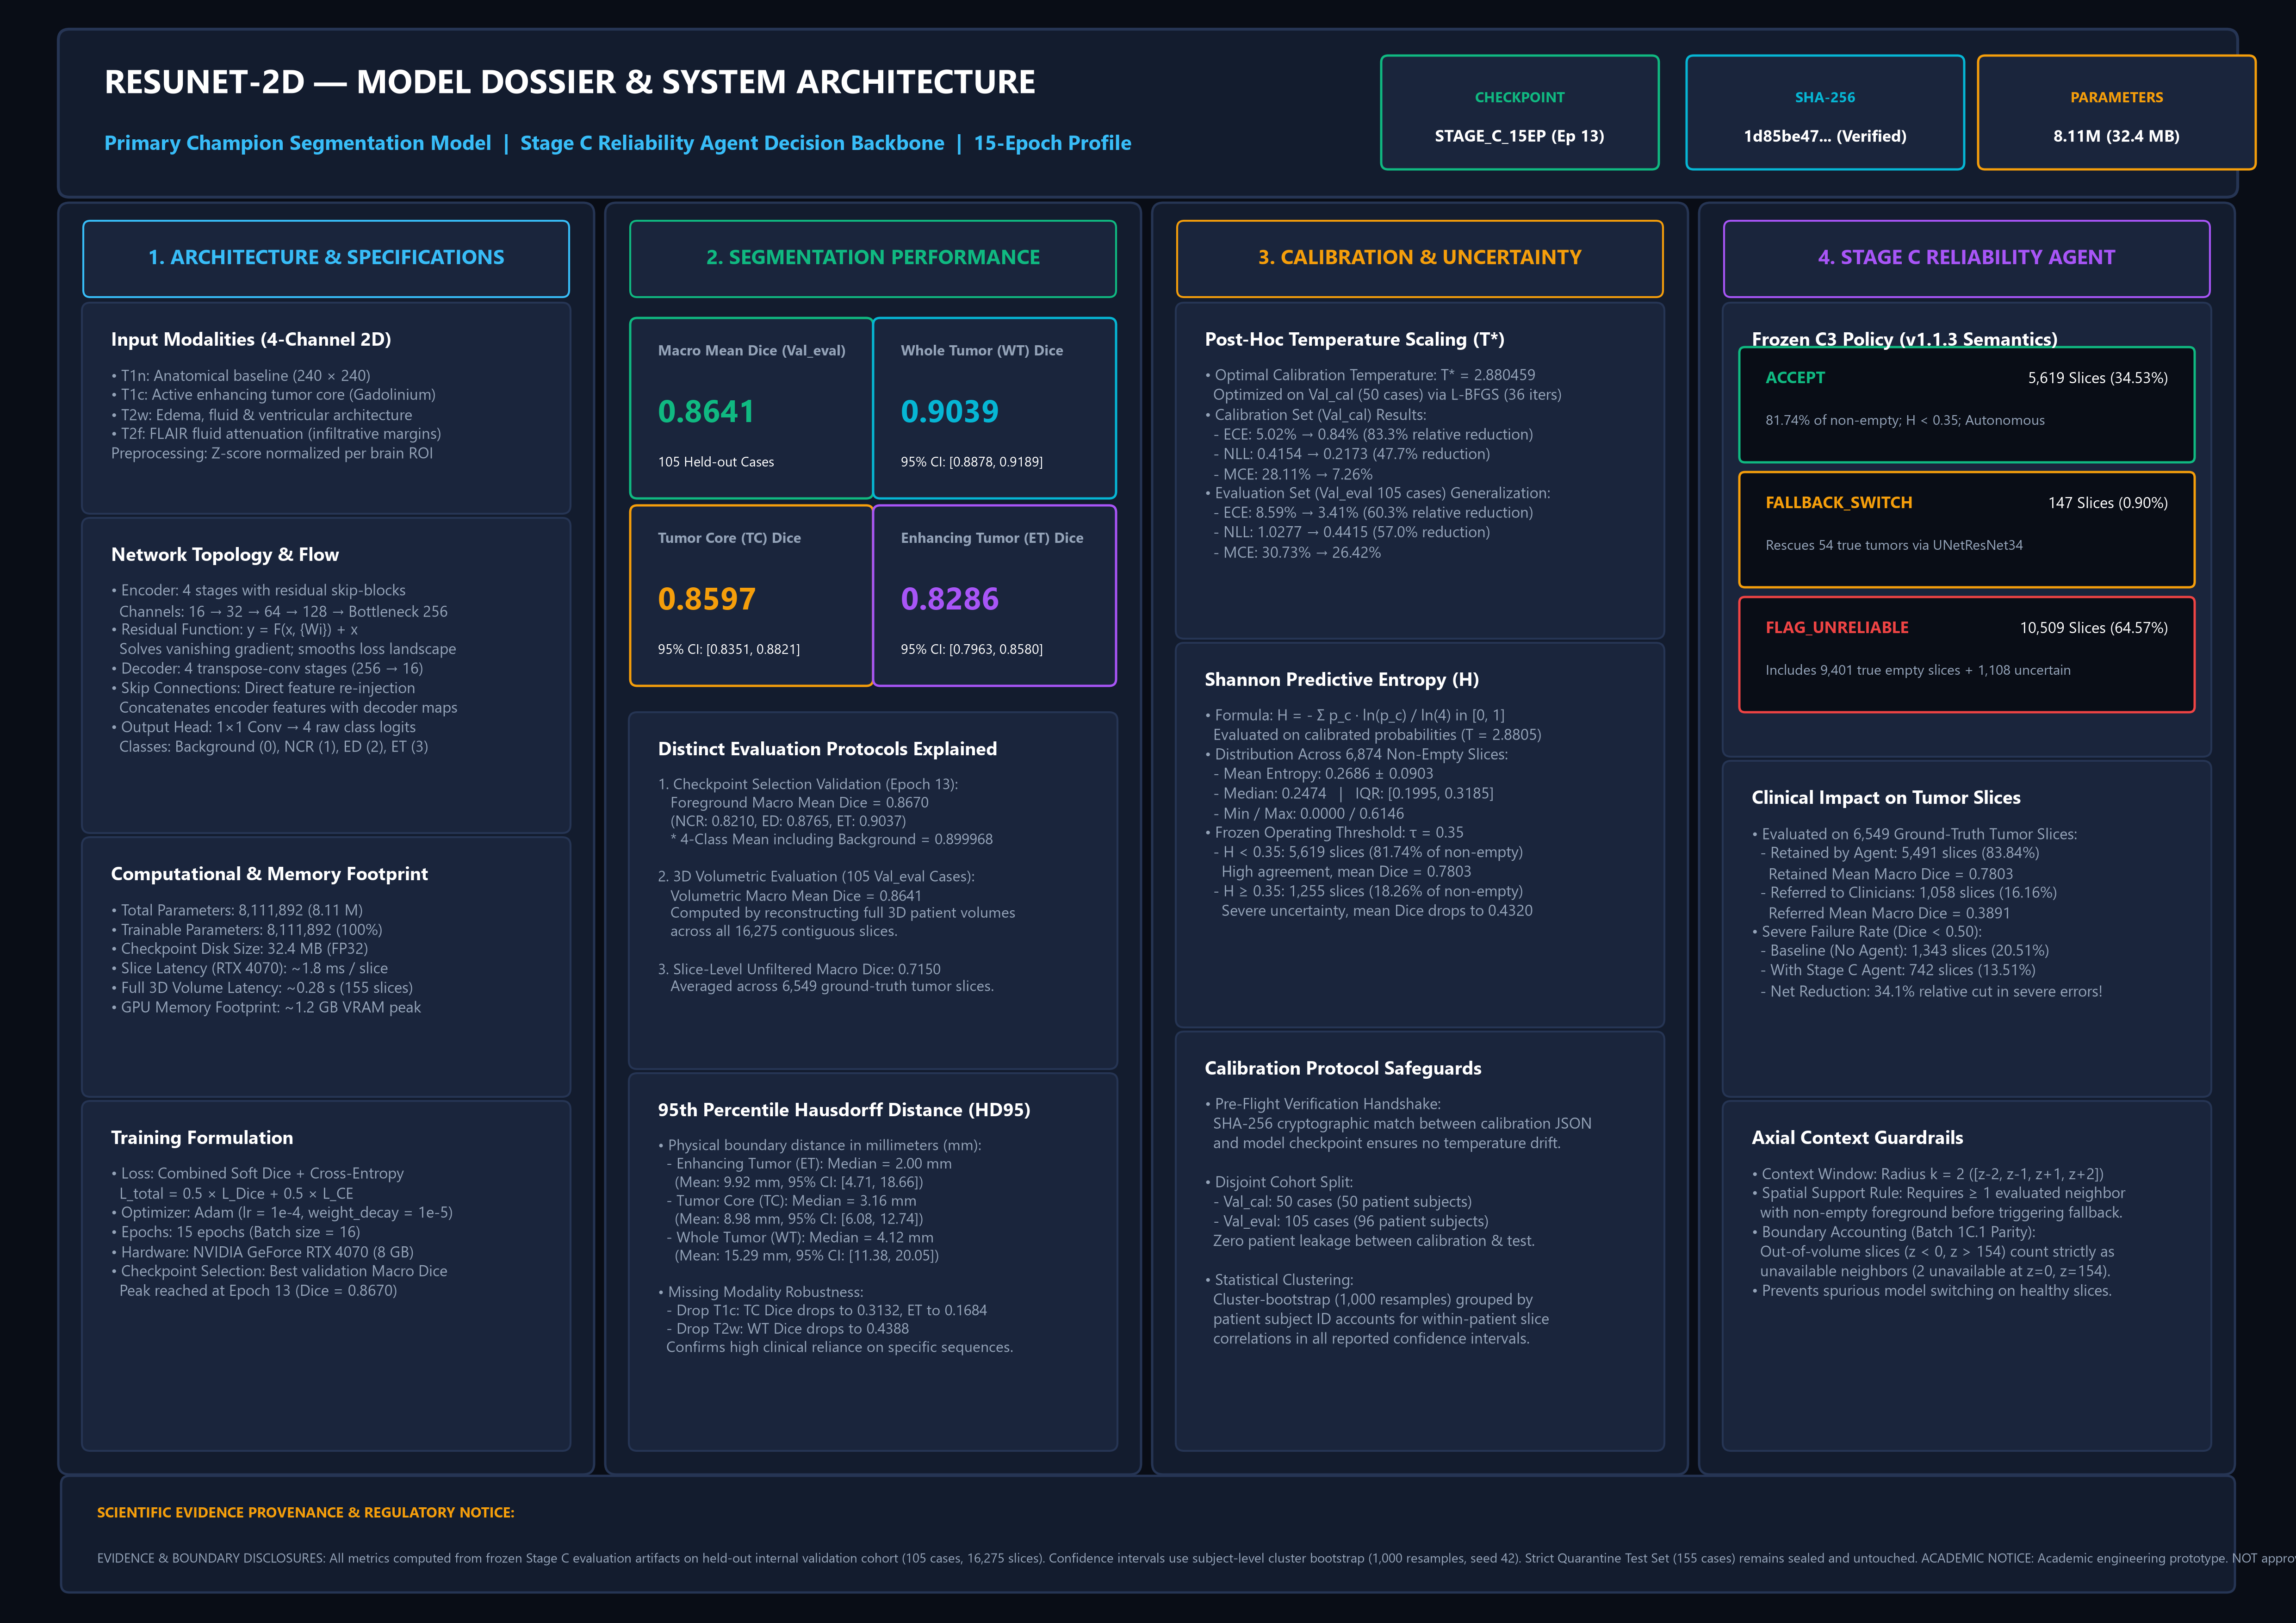 RESUNET-2D — MODEL DOSSIER & SYSTEM ARCHITECTURE
Primary Champion Segmentation Model | Stage C Reliability Agent Decision Backbone | 15-Epoch Profile
CHECKPOINT
STAGE_C_15EP (Ep 13)
SHA-256
1d85be47... (Verified)
PARAMETERS
8.11M (32.4 MB)
1. ARCHITECTURE & SPECIFICATIONS
Input Modalities (4-Channel 2D)
• T1n: Anatomical baseline (240 × 240)
• T1c: Active enhancing tumor core (Gadolinium)
• T2w: Edema, fluid & ventricular architecture
• T2f: FLAIR fluid attenuation (infiltrative margins)
Preprocessing: Z-score normalized per brain ROI
Network Topology & Flow
• Encoder: 4 stages with residual skip-blocks
Channels: 16 → 32 → 64 → 128 → Bottleneck 256
• Residual Function: y = F(x, {Wi}) + x
Solves vanishing gradient; smooths loss landscape
• Decoder: 4 transpose-conv stages (256 → 16)
• Skip Connections: Direct feature re-injection
Concatenates encoder features with decoder maps
• Output Head: 1×1 Conv → 4 raw class logits
Classes: Background (0), NCR (1), ED (2), ET (3)
Computational & Memory Footprint
• Total Parameters: 8,111,892 (8.11 M)
• Trainable Parameters: 8,111,892 (100%)
• Checkpoint Disk Size: 32.4 MB (FP32)
• Slice Latency (RTX 4070): ~1.8 ms / slice
• Full 3D Volume Latency: ~0.28 s (155 slices)
• GPU Memory Footprint: ~1.2 GB VRAM peak
Training Formulation
• Loss: Combined Soft Dice + Cross-Entropy
L_total = 0.5 × L_Dice + 0.5 × L_CE
• Optimizer: Adam (lr = 1e-4, weight_decay = 1e-5)
• Epochs: 15 epochs (Batch size = 16)
• Hardware: NVIDIA GeForce RTX 4070 (8 GB)
• Checkpoint Selection: Best validation Macro Dice
Peak reached at Epoch 13 (Dice = 0.8670)
2. SEGMENTATION PERFORMANCE
Macro Mean Dice (Val_eval)
0.8641
105 Held-out Cases
Whole Tumor (WT) Dice
0.9039
95% CI: [0.8878, 0.9189]
Tumor Core (TC) Dice
0.8597
95% CI: [0.8351, 0.8821]
Enhancing Tumor (ET) Dice
0.8286
95% CI: [0.7963, 0.8580]
Distinct Evaluation Protocols Explained
1. Checkpoint Selection Validation (Epoch 13):
Foreground Macro Mean Dice = 0.8670
(NCR: 0.8210, ED: 0.8765, ET: 0.9037)
* 4-Class Mean including Background = 0.899968
2. 3D Volumetric Evaluation (105 Val_eval Cases):
Volumetric Macro Mean Dice = 0.8641
Computed by reconstructing full 3D patient volumes
across all 16,275 contiguous slices.
3. Slice-Level Unfiltered Macro Dice: 0.7150
Averaged across 6,549 ground-truth tumor slices.
95th Percentile Hausdorff Distance (HD95)
• Physical boundary distance in millimeters (mm):
- Enhancing Tumor (ET): Median = 2.00 mm
(Mean: 9.92 mm, 95% CI: [4.71, 18.66])
- Tumor Core (TC): Median = 3.16 mm
(Mean: 8.98 mm, 95% CI: [6.08, 12.74])
- Whole Tumor (WT): Median = 4.12 mm
(Mean: 15.29 mm, 95% CI: [11.38, 20.05])
• Missing Modality Robustness:
- Drop T1c: TC Dice drops to 0.3132, ET to 0.1684
- Drop T2w: WT Dice drops to 0.4388
Confirms high clinical reliance on specific sequences.
3. CALIBRATION & UNCERTAINTY
Post-Hoc Temperature Scaling (T*)
• Optimal Calibration Temperature: T* = 2.880459
Optimized on Val_cal (50 cases) via L-BFGS (36 iters)
• Calibration Set (Val_cal) Results:
- ECE: 5.02% → 0.84% (83.3% relative reduction)
- NLL: 0.4154 → 0.2173 (47.7% reduction)
- MCE: 28.11% → 7.26%
• Evaluation Set (Val_eval 105 cases) Generalization:
- ECE: 8.59% → 3.41% (60.3% relative reduction)
- NLL: 1.0277 → 0.4415 (57.0% reduction)
- MCE: 30.73% → 26.42%
Shannon Predictive Entropy (H)
• Formula: H = - Σ p_c · ln(p_c) / ln(4) in [0, 1]
Evaluated on calibrated probabilities (T = 2.8805)
• Distribution Across 6,874 Non-Empty Slices:
- Mean Entropy: 0.2686 ± 0.0903
- Median: 0.2474 | IQR: [0.1995, 0.3185]
- Min / Max: 0.0000 / 0.6146
• Frozen Operating Threshold: τ = 0.35
- H < 0.35: 5,619 slices (81.74% of non-empty)
High agreement, mean Dice = 0.7803
- H ≥ 0.35: 1,255 slices (18.26% of non-empty)
Severe uncertainty, mean Dice drops to 0.4320
Calibration Protocol Safeguards
• Pre-Flight Verification Handshake:
SHA-256 cryptographic match between calibration JSON
and model checkpoint ensures no temperature drift.
• Disjoint Cohort Split:
- Val_cal: 50 cases (50 patient subjects)
- Val_eval: 105 cases (96 patient subjects)
Zero patient leakage between calibration & test.
• Statistical Clustering:
Cluster-bootstrap (1,000 resamples) grouped by
patient subject ID accounts for within-patient slice
correlations in all reported confidence intervals.
4. STAGE C RELIABILITY AGENT
Frozen C3 Policy (v1.1.3 Semantics)
ACCEPT 5,619 Slices (34.53%)
81.74% of non-empty; H < 0.35; Autonomous
FALLBACK_SWITCH 147 Slices (0.90%)
Rescues 54 true tumors via UNetResNet34
FLAG_UNRELIABLE 10,509 Slices (64.57%)
Includes 9,401 true empty slices + 1,108 uncertain
Clinical Impact on Tumor Slices
• Evaluated on 6,549 Ground-Truth Tumor Slices:
- Retained by Agent: 5,491 slices (83.84%)
Retained Mean Macro Dice = 0.7803
- Referred to Clinicians: 1,058 slices (16.16%)
Referred Mean Macro Dice = 0.3891
• Severe Failure Rate (Dice < 0.50):
- Baseline (No Agent): 1,343 slices (20.51%)
- With Stage C Agent: 742 slices (13.51%)
- Net Reduction: 34.1% relative cut in severe errors!
Axial Context Guardrails
• Context Window: Radius k = 2 ([z-2, z-1, z+1, z+2])
• Spatial Support Rule: Requires ≥ 1 evaluated neighbor
with non-empty foreground before triggering fallback.
• Boundary Accounting (Batch 1C.1 Parity):
Out-of-volume slices (z < 0, z > 154) count strictly as
unavailable neighbors (2 unavailable at z=0, z=154).
• Prevents spurious model switching on healthy slices.
SCIENTIFIC EVIDENCE PROVENANCE & REGULATORY NOTICE:
EVIDENCE & BOUNDARY DISCLOSURES: All metrics computed from frozen Stage C evaluation artifacts on held-out internal validation cohort (105 cases, 16,275 slices). Confidence intervals use subject-level cluster bootstrap (1,000 resamples, seed 42). Strict Quarantine Test Set (155 cases) remains sealed and untouched. ACADEMIC NOTICE: Academic engineering prototype. NOT